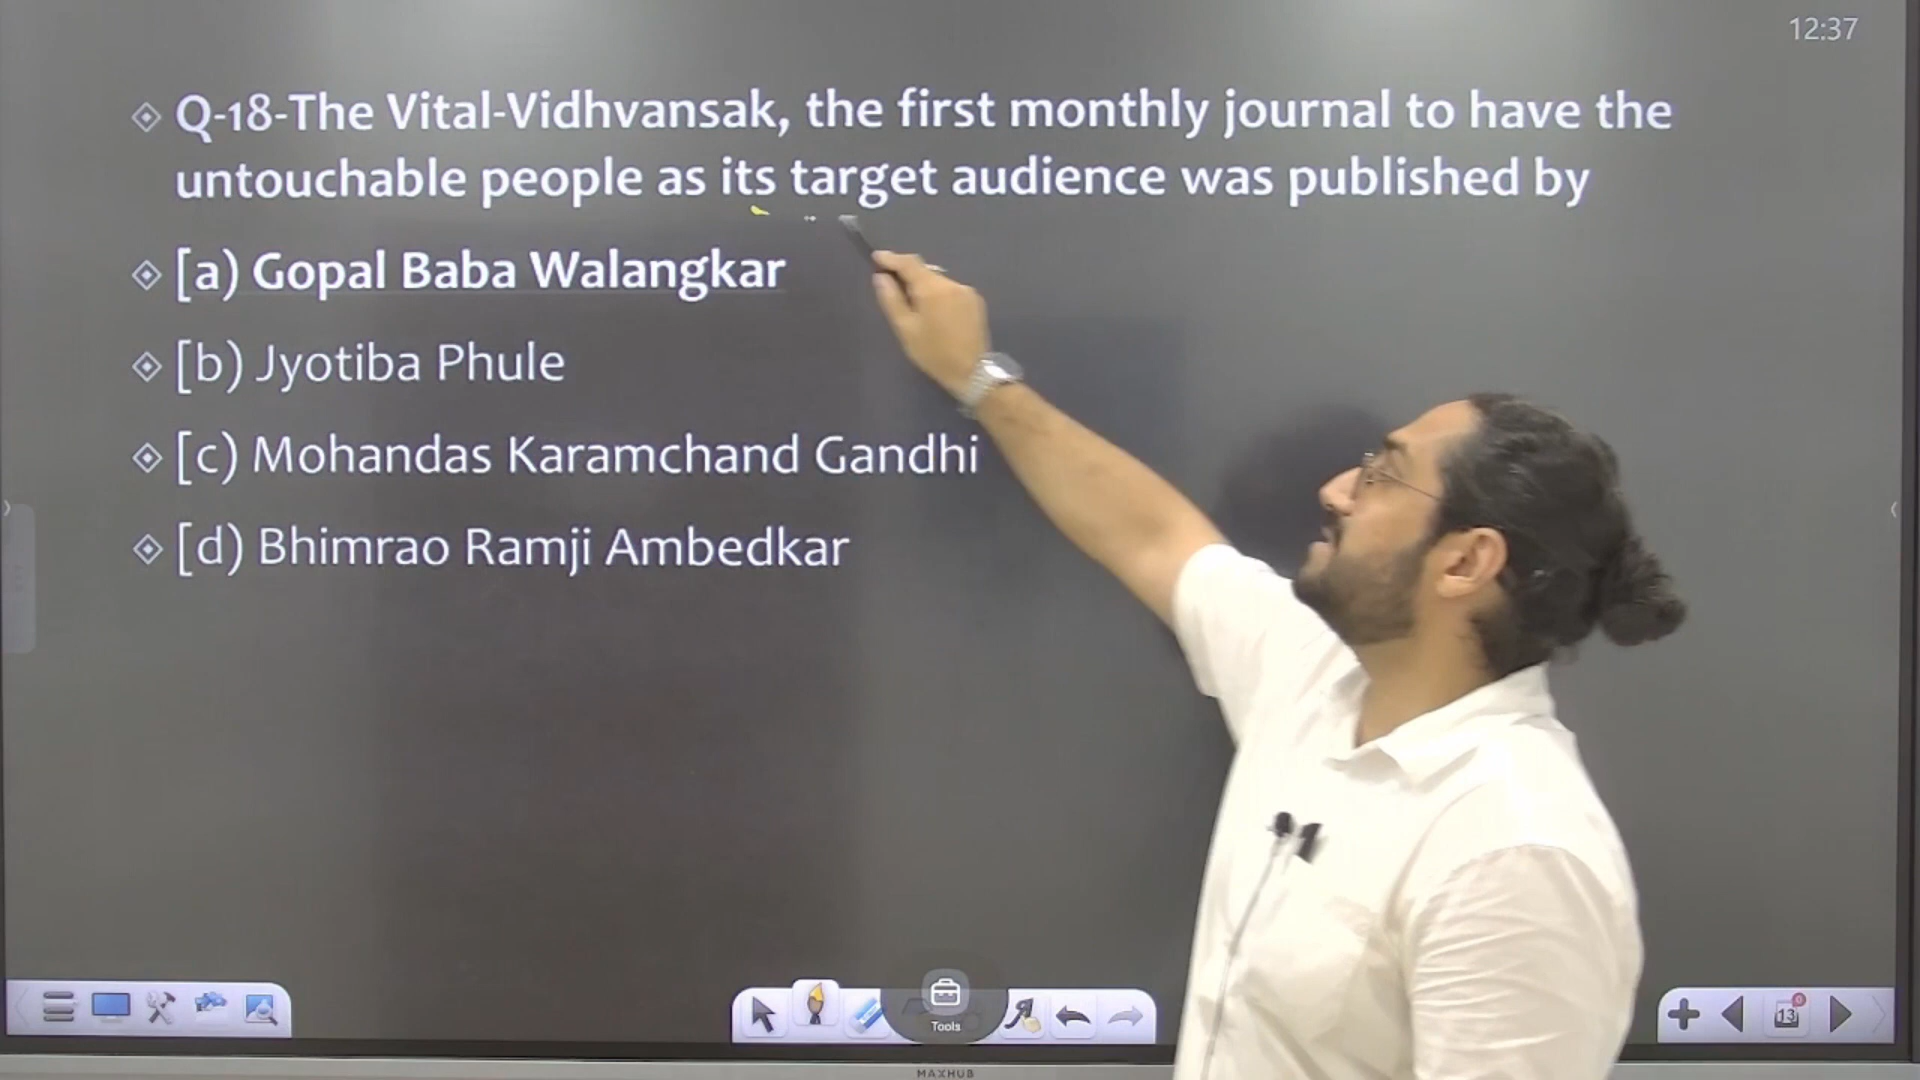 12:37
Q-18-The Vital-Vidhvansak, the first monthly journal to have the
untouchable people as its target audience was published by
[a) Gopal Baba Walangkar
[b) Jyotiba Phule
[c) Mohandas Karamchand Gandhi
[d) Bhimrao Ramji Ambedkar
Tools
0
13
MAXHUB